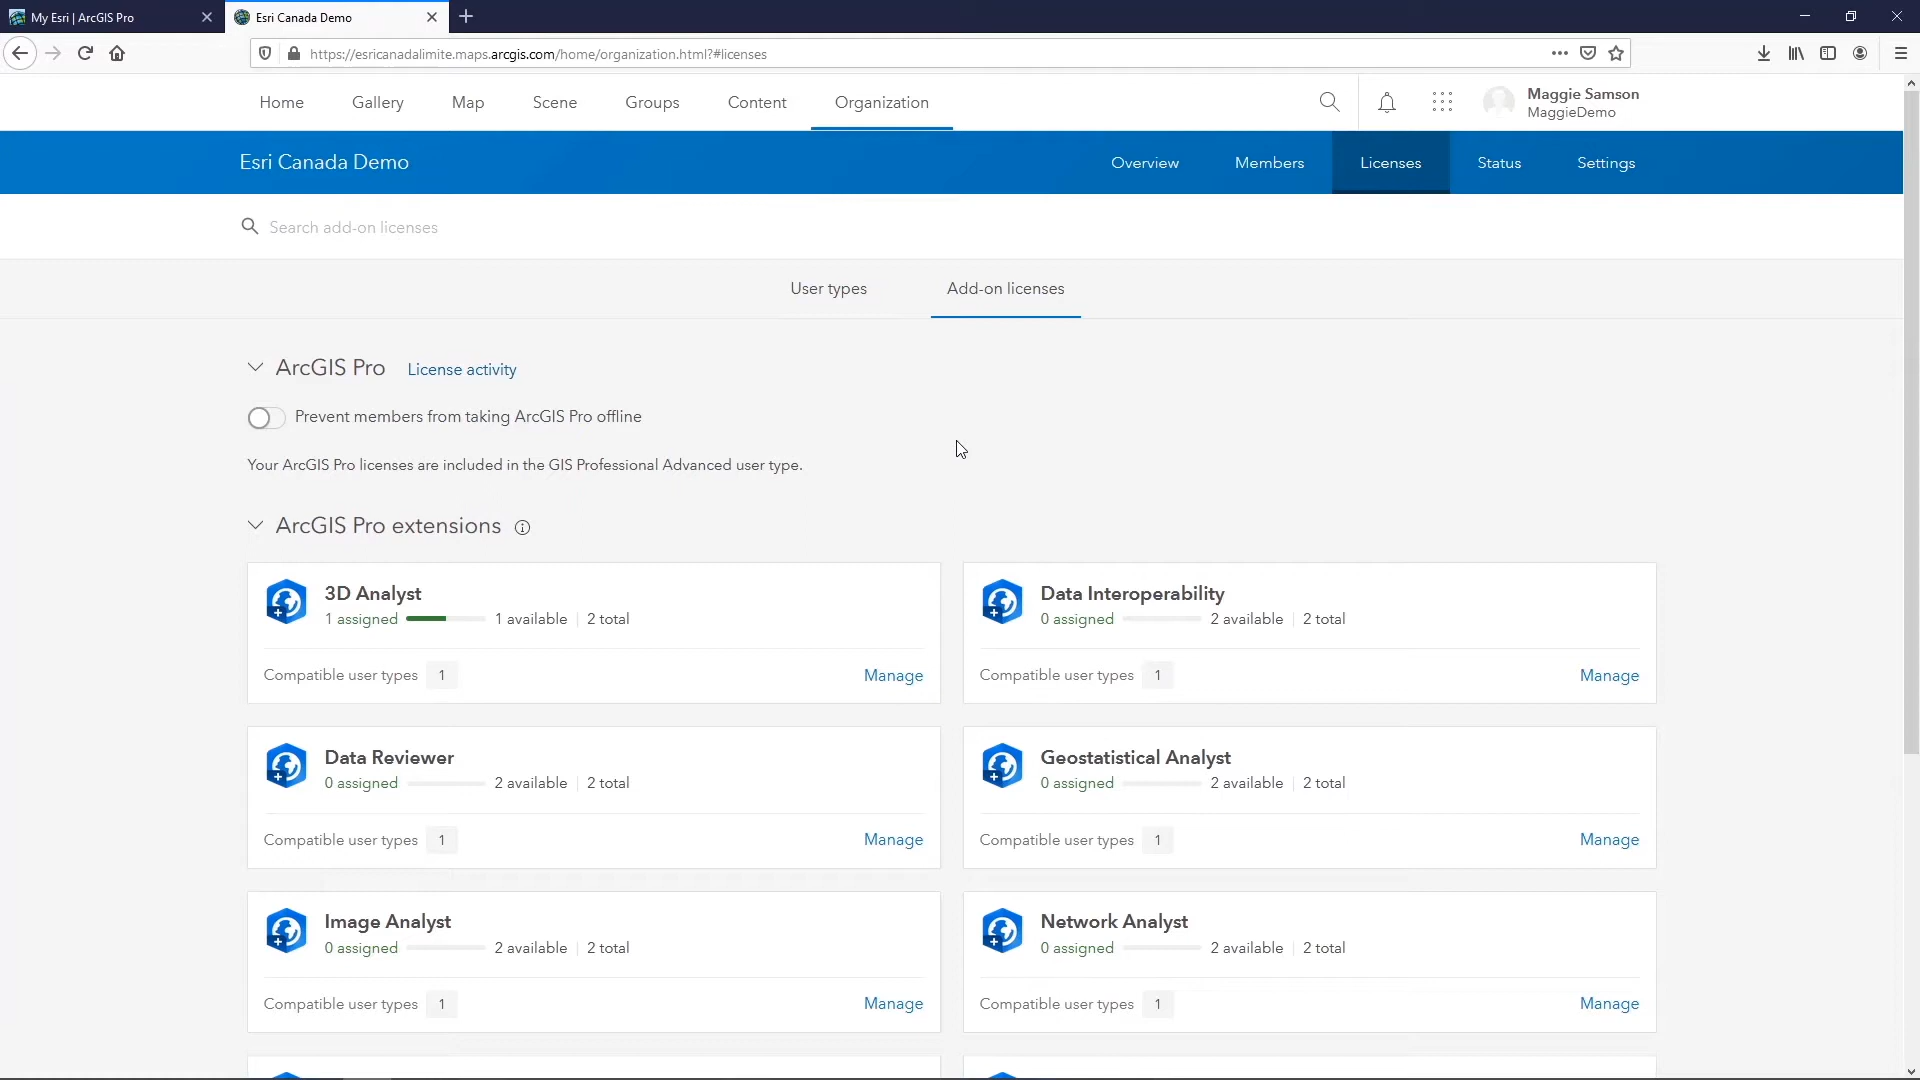 My Esri | ArcGIS Pro
Esri Canada Demo
https://esricanadalimite.maps.arcgis.com/home/organization.html?#licenses
Home Gallery Map Scene Groups Content Organization
Maggie Samson
MaggieDemo
Esri Canada Demo
Overview Members Licenses Status Settings
Search add-on licenses
User types Add-on licenses
ArcGIS Pro License activity
Prevent members from taking ArcGIS Pro offline
Your ArcGIS Pro licenses are included in the GIS Professional Advanced user type.
ArcGIS Pro extensions
3D Analyst
1 assigned 1 available 2 total
Compatible user types 1 Manage
Data Interoperability
0 assigned 2 available 2 total
Compatible user types 1 Manage
Data Reviewer
0 assigned 2 available 2 total
Compatible user types 1 Manage
Geostatistical Analyst
0 assigned 2 available 2 total
Compatible user types 1 Manage
Image Analyst
0 assigned 2 available 2 total
Compatible user types 1 Manage
Network Analyst
0 assigned 2 available 2 total
Compatible user types 1 Manage